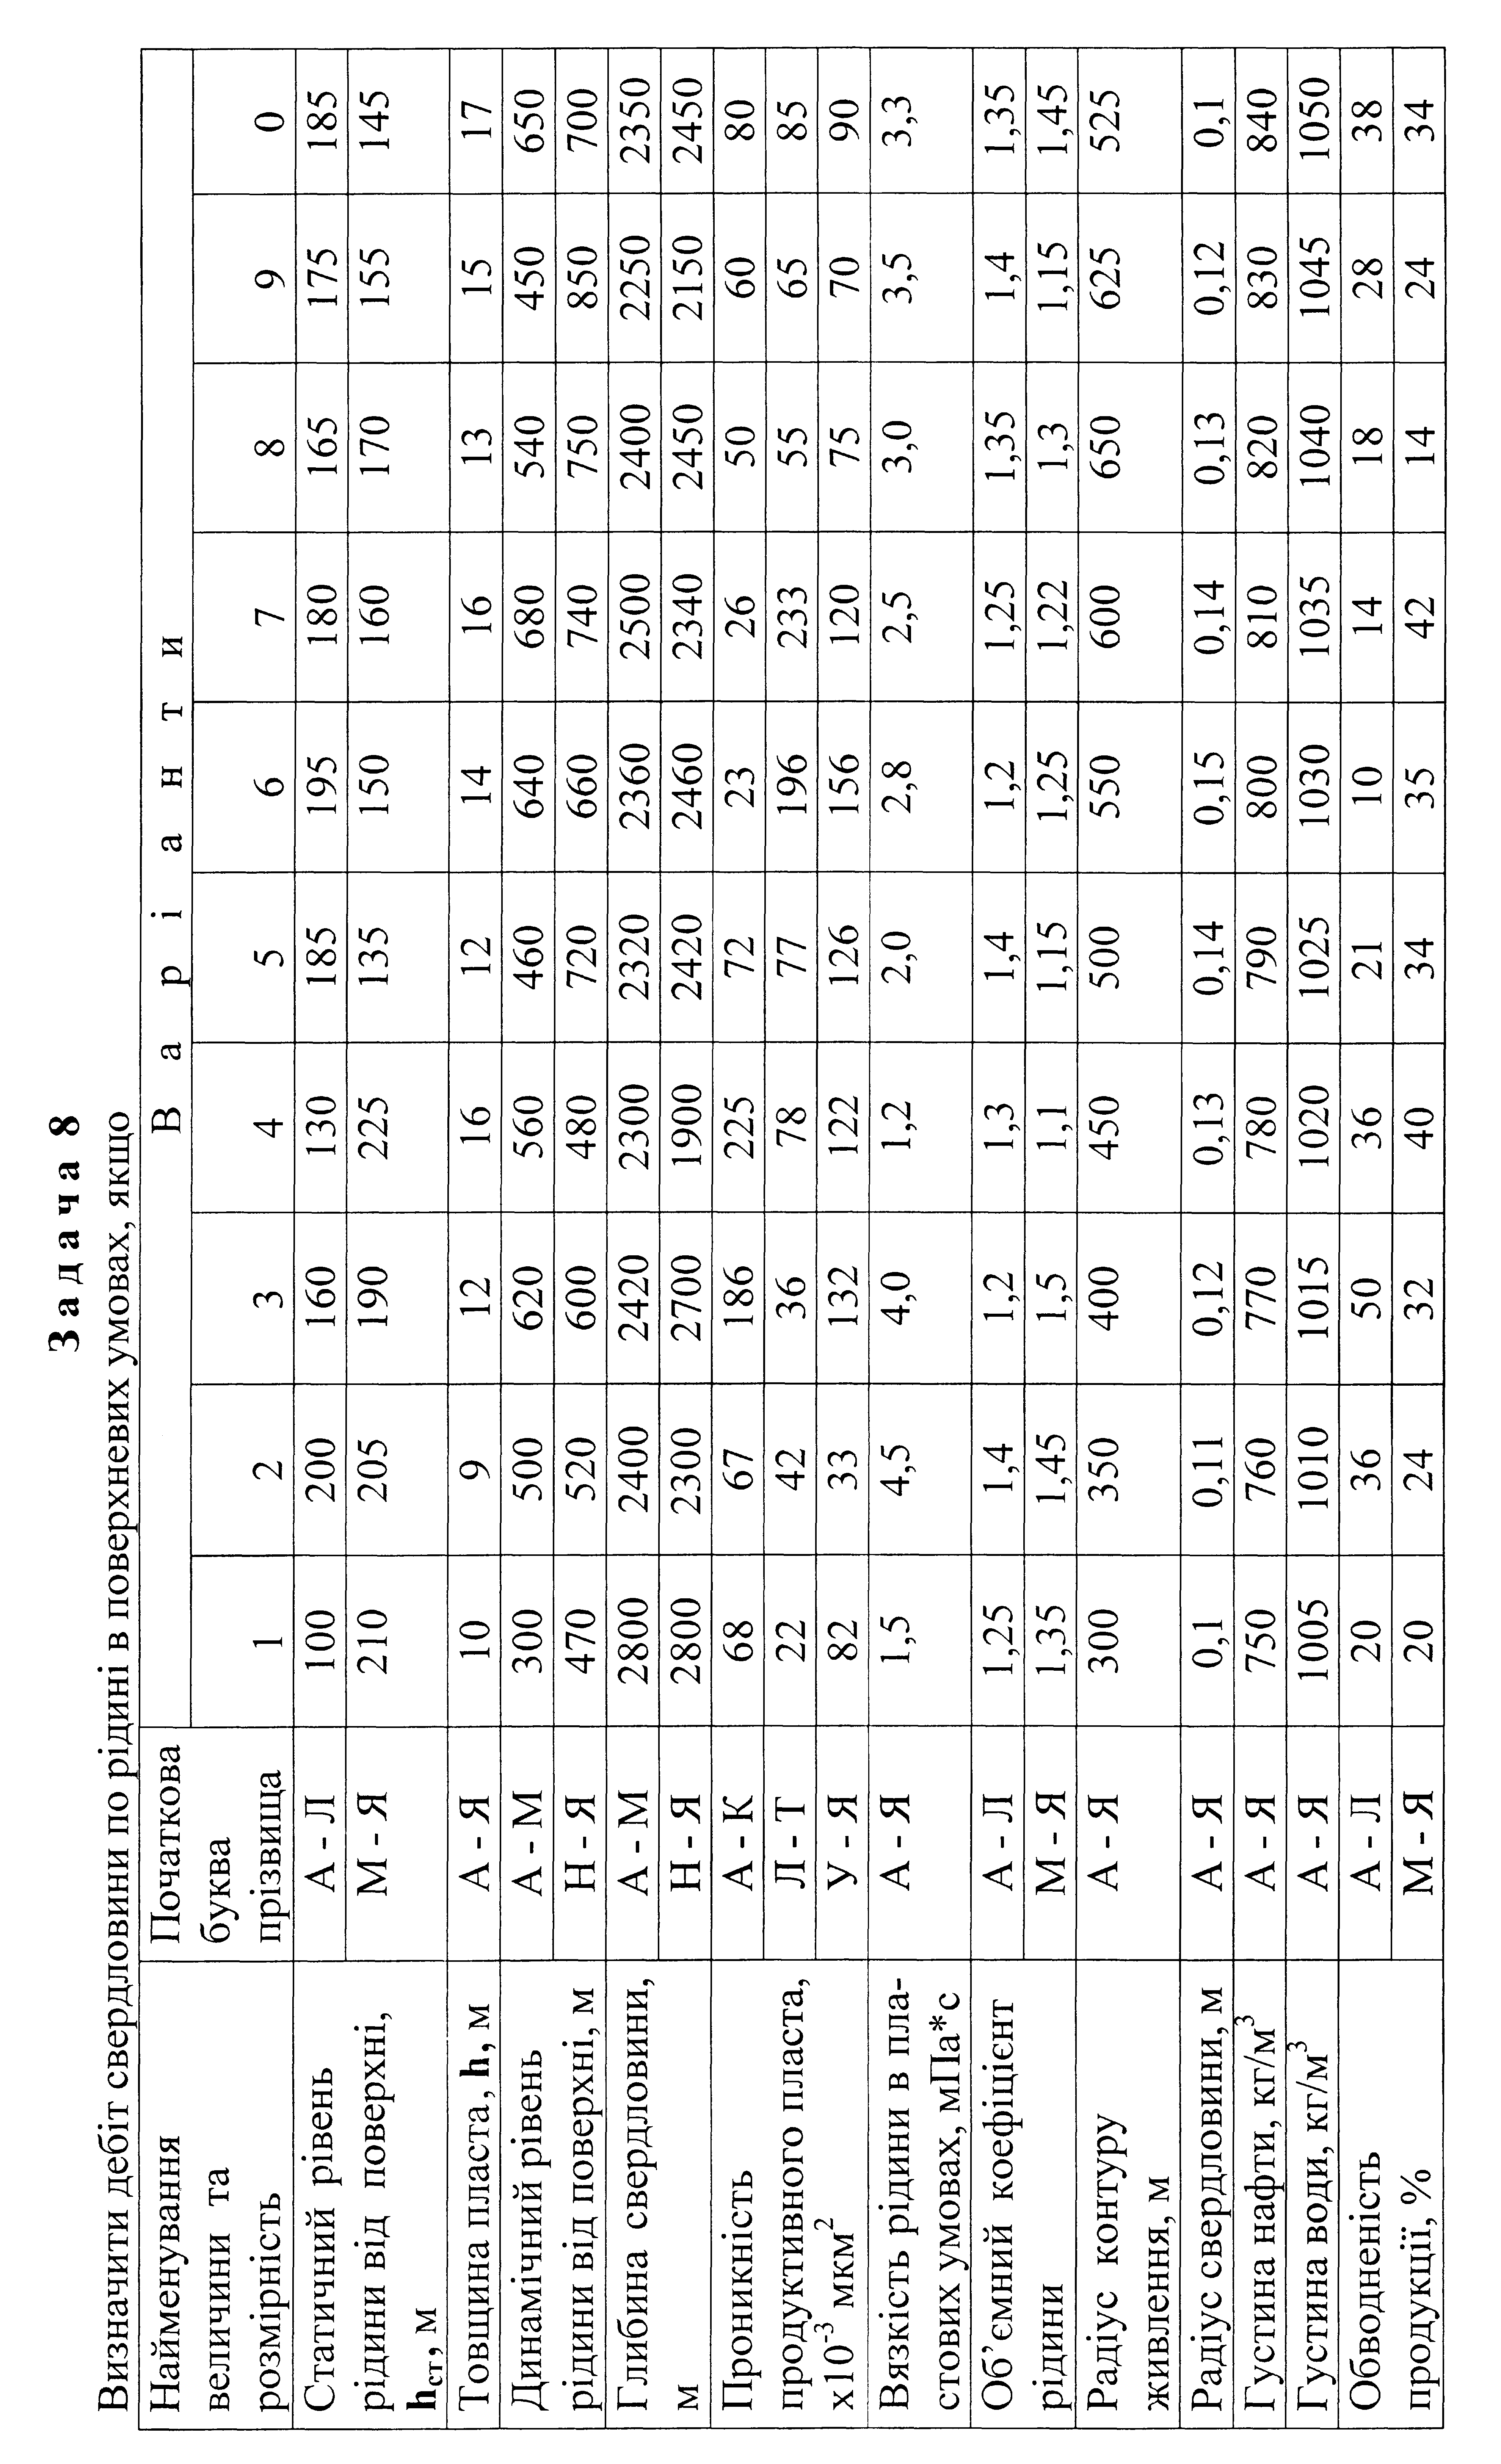 Задача 8
Визначити дебіт свердловини по рідині в поверхневих умовах, якщо
Найменування величини та розмірність | Початкова буква прізвища | Варіанти
1 | 2 | 3 | 4 | 5 | 6 | 7 | 8 | 9 | 0
Статичний рівень рідини від поверхні, hст, м | А - Л | 100 | 200 | 160 | 130 | 185 | 195 | 180 | 165 | 175 | 185
М - Я | 210 | 205 | 190 | 225 | 135 | 150 | 160 | 170 | 155 | 145
Товщина пласта, h, м | А - Я | 10 | 9 | 12 | 16 | 12 | 14 | 16 | 13 | 15 | 17
Динамічний рівень рідини від поверхні, м | А - М | 300 | 500 | 620 | 560 | 460 | 640 | 680 | 540 | 450 | 650
Н - Я | 470 | 520 | 600 | 480 | 720 | 660 | 740 | 750 | 850 | 700
Глибина свердловини, м | А - М | 2800 | 2400 | 2420 | 2300 | 2320 | 2360 | 2500 | 2400 | 2250 | 2350
Н - Я | 2800 | 2300 | 2700 | 1900 | 2420 | 2460 | 2340 | 2450 | 2150 | 2450
Проникність продуктивного пласта, x10⁻³ мкм² | А - К | 68 | 67 | 186 | 225 | 72 | 23 | 26 | 50 | 60 | 80
Л - Т | 22 | 42 | 36 | 78 | 77 | 196 | 233 | 55 | 65 | 85
У - Я | 82 | 33 | 132 | 122 | 126 | 156 | 120 | 75 | 70 | 90
Вязкість рідини в пластових умовах, мПа*с | А - Я | 1,5 | 4,5 | 4,0 | 1,2 | 2,0 | 2,8 | 2,5 | 3,0 | 3,5 | 3,3
Об’ємний коефіцієнт рідини | А - Л | 1,25 | 1,4 | 1,2 | 1,3 | 1,4 | 1,2 | 1,25 | 1,35 | 1,4 | 1,35
М - Я | 1,35 | 1,45 | 1,5 | 1,1 | 1,15 | 1,25 | 1,22 | 1,3 | 1,15 | 1,45
Радіус контуру живлення, м | А - Я | 300 | 350 | 400 | 450 | 500 | 550 | 600 | 650 | 625 | 525
Радіус свердловини, м | А - Я | 0,1 | 0,11 | 0,12 | 0,13 | 0,14 | 0,15 | 0,14 | 0,13 | 0,12 | 0,1
Густина нафти, кг/м³ | А - Я | 750 | 760 | 770 | 780 | 790 | 800 | 810 | 820 | 830 | 840
Густина води, кг/м³ | А - Я | 1005 | 1010 | 1015 | 1020 | 1025 | 1030 | 1035 | 1040 | 1045 | 1050
Обводненість продукції, % | А - Л | 20 | 36 | 50 | 36 | 21 | 10 | 14 | 18 | 28 | 38
М - Я | 20 | 24 | 32 | 40 | 34 | 35 | 42 | 14 | 24 | 34